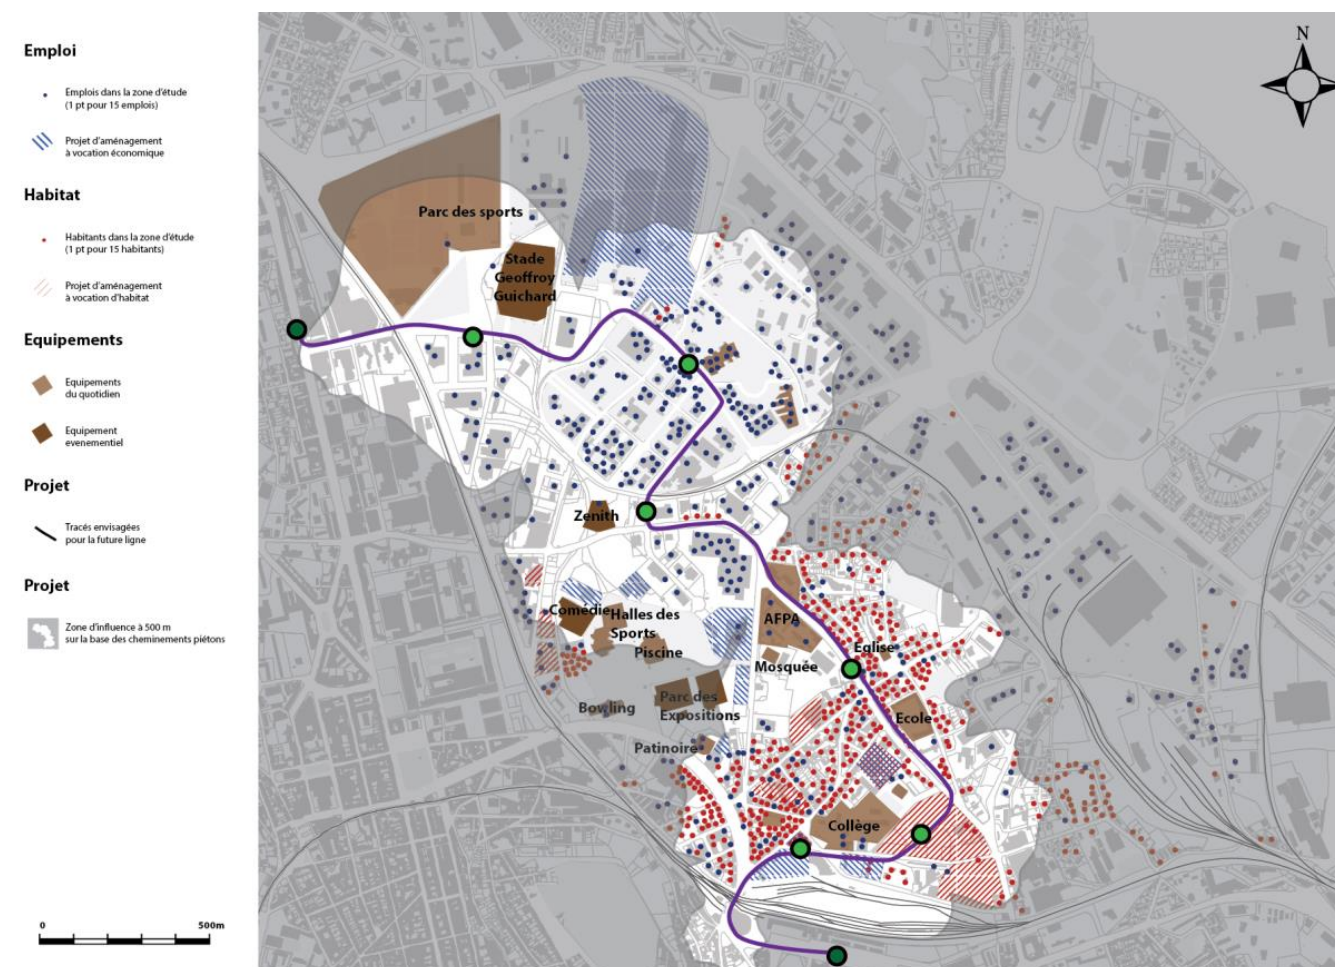 Emploi
Emplois dans la zone d'étude
(1 pt pour 15 emplois)
Projet d'aménagement
à vocation économique
Habitat
Habitants dans la zone d'étude
(1 pt pour 15 habitants)
Projet d'aménagement
à vocation d'habitat
Equipements
Equipements
du quotidien
Equipement
evenementiel
Projet
Tracés envisagées
pour la future ligne
Projet
Zone d'influence à 500 m
sur la base des cheminements piétons
0
500m
N
Parc des sports
Stade
Geoffroy
Guichard
Zenith
Comédie
Halles des
Sports
Piscine
AFPA
Mosquée
Eglise
Bowling
Parc des
Expositions
Ecole
Patinoire
Collège